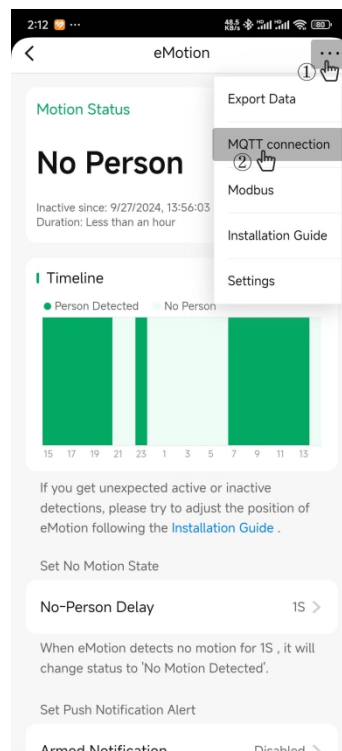 2:12 ... 48.5 KB/s 80
eMotion ...
①
Motion Status
Export Data
MQTT connection
②
No Person
Modbus
Inactive since: 9/27/2024, 13:56:03
Duration: Less than an hour
Installation Guide
Timeline
Settings
Person Detected No Person
15 17 19 21 23 1 3 5 7 9 11 13
If you get unexpected active or inactive
detections, please try to adjust the position of
eMotion following the Installation Guide .
Set No Motion State
No-Person Delay 1S >
When eMotion detects no motion for 1S , it will
change status to 'No Motion Detected'.
Set Push Notification Alert
Armed Notification Disabled >